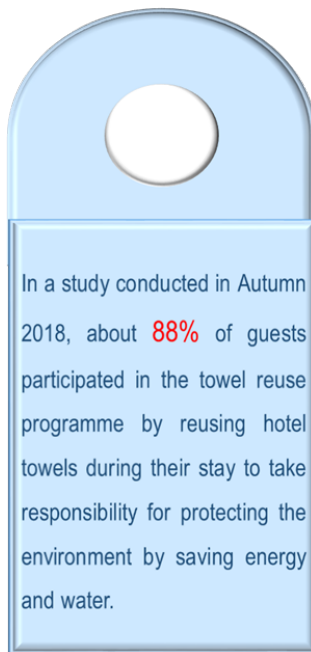 In a study conducted in Autumn
2018, about 88% of guests
participated in the towel reuse
programme by reusing hotel
towels during their stay to take
responsibility for protecting the
environment by saving energy
and water.